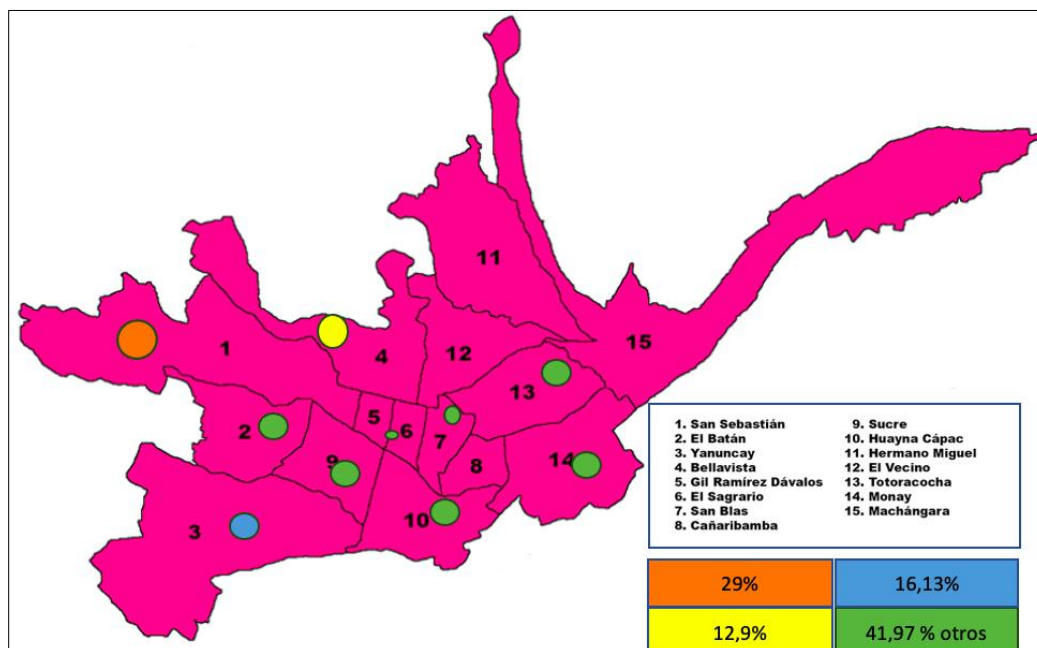 11
1
4
12
15
13
5
6
2
7
9
8
14
10
3
1. San Sebastián
2. El Batán
3. Yanuncay
4. Bellavista
5. Gil Ramírez Dávalos
6. El Sagrario
7. San Blas
8. Cañaribamba
9. Sucre
10. Huayna Cápac
11. Hermano Miguel
12. El Vecino
13. Totoracocha
14. Monay
15. Machángara
29%
16,13%
12,9%
41,97 % otros